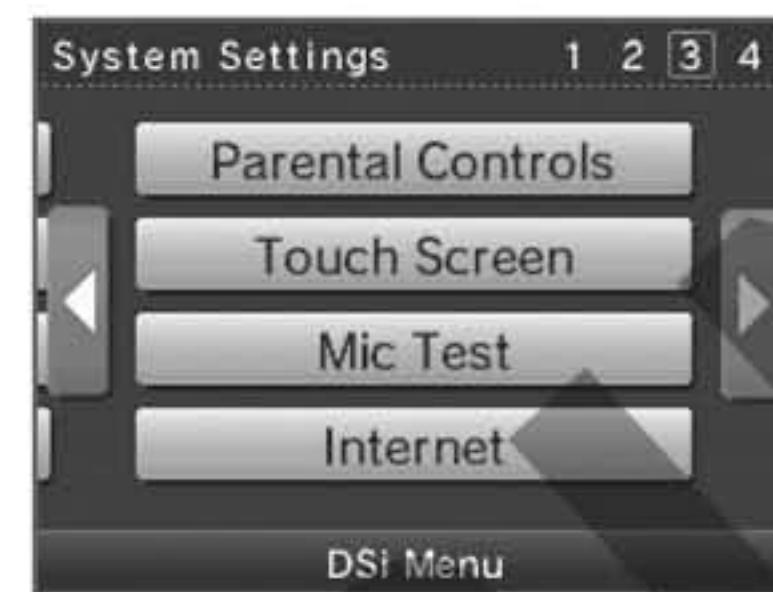 System Settings 1 2 3 4
Parental Controls
Touch Screen
Mic Test
Internet
DSi Menu